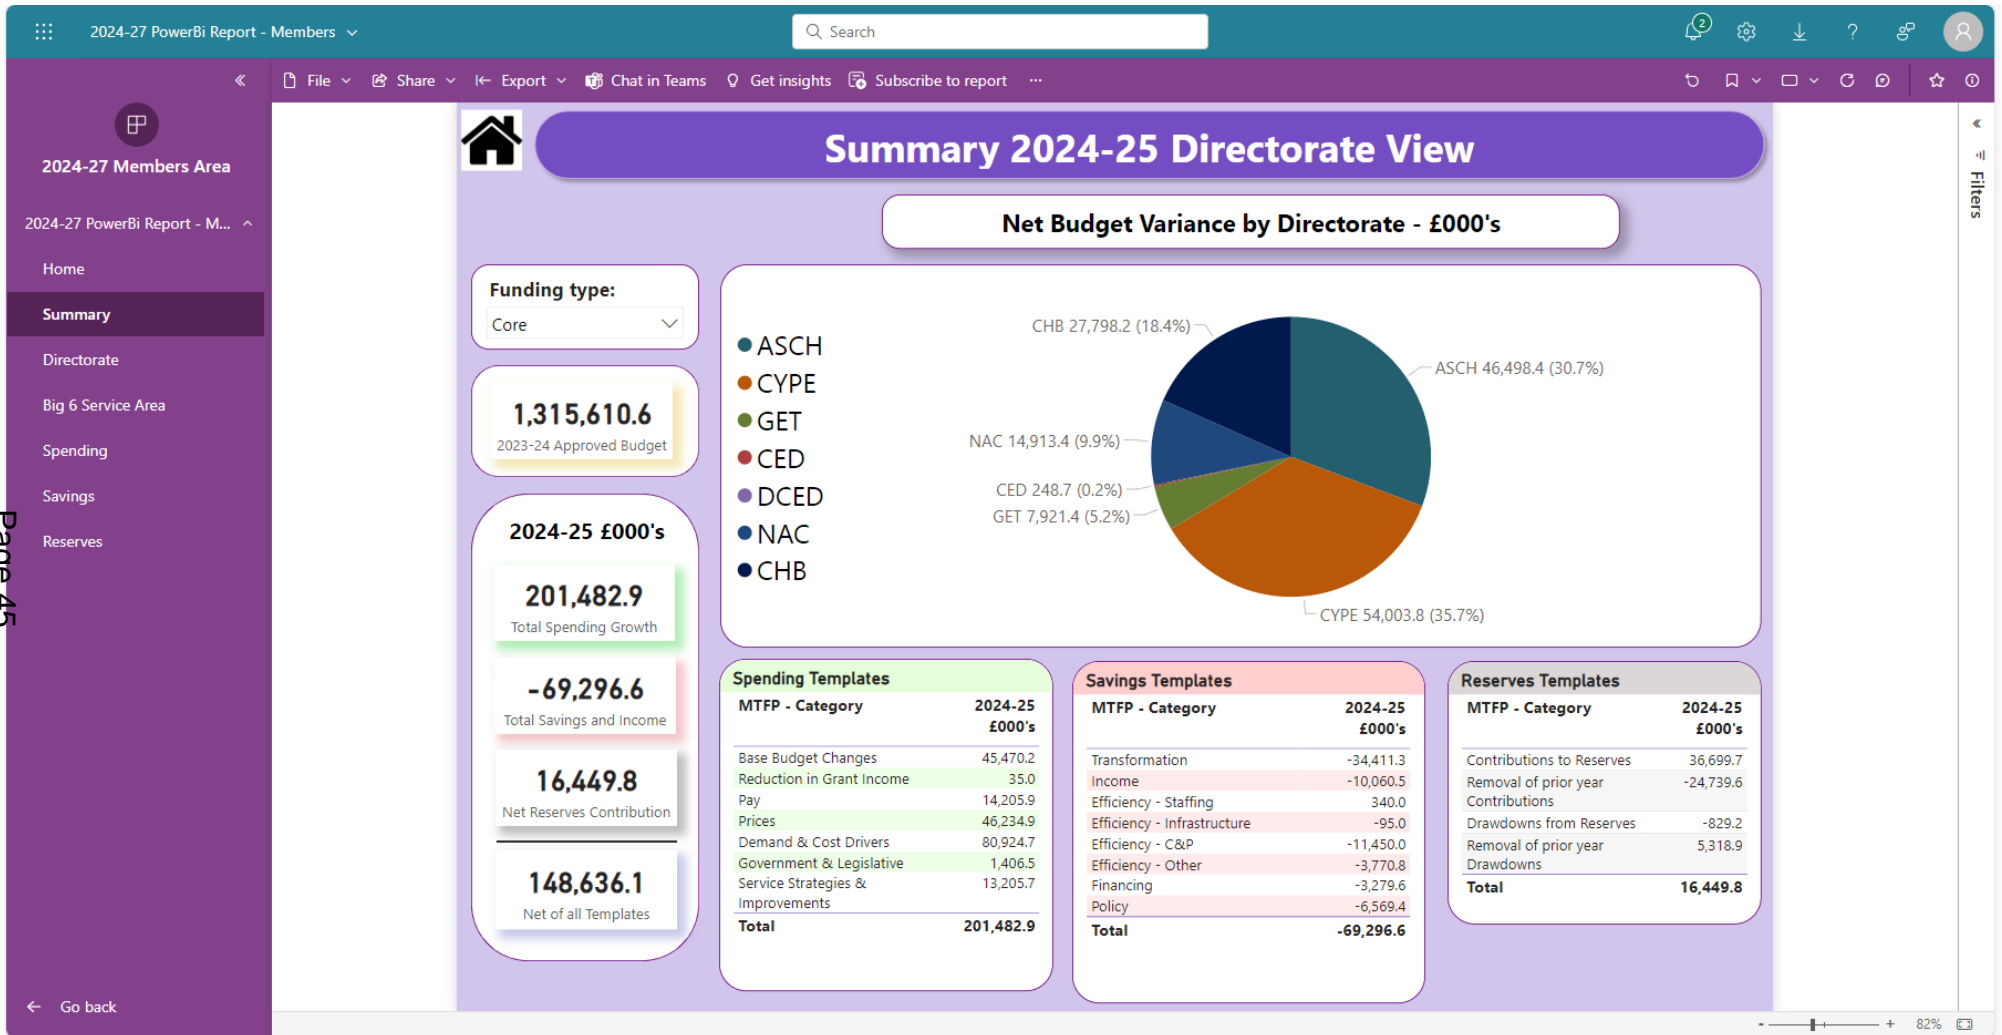 2024-27 PowerBi Report - Members
Search
2
File
Share
Export
Chat in Teams
Get insights
Subscribe to report
2024-27 Members Area
2024-27 PowerBi Report - M...
Home
Summary
Directorate
Big 6 Service Area
Spending
Savings
Reserves
Go back
Page 45
Summary 2024-25 Directorate View
Net Budget Variance by Directorate - £000's
Funding type:
Core
1,315,610.6
2023-24 Approved Budget
2024-25 £000's
201,482.9
Total Spending Growth
-69,296.6
Total Savings and Income
16,449.8
Net Reserves Contribution
148,636.1
Net of all Templates
ASCH
CYPE
GET
CED
DCED
NAC
CHB
CHB 27,798.2 (18.4%)
ASCH 46,498.4 (30.7%)
NAC 14,913.4 (9.9%)
CED 248.7 (0.2%)
GET 7,921.4 (5.2%)
CYPE 54,003.8 (35.7%)
Spending Templates
MTFP - Category 2024-25
£000's
Base Budget Changes 45,470.2
Reduction in Grant Income 35.0
Pay 14,205.9
Prices 46,234.9
Demand & Cost Drivers 80,924.7
Government & Legislative 1,406.5
Service Strategies & 13,205.7
Improvements
Total 201,482.9
Savings Templates
MTFP - Category 2024-25
£000's
Transformation -34,411.3
Income -10,060.5
Efficiency - Staffing 340.0
Efficiency - Infrastructure -95.0
Efficiency - C&P -11,450.0
Efficiency - Other -3,770.8
Financing -3,279.6
Policy -6,569.4
Total -69,296.6
Reserves Templates
MTFP - Category 2024-25
£000's
Contributions to Reserves 36,699.7
Removal of prior year -24,739.6
Contributions
Drawdowns from Reserves -829.2
Removal of prior year 5,318.9
Drawdowns
Total 16,449.8
Filters
82%